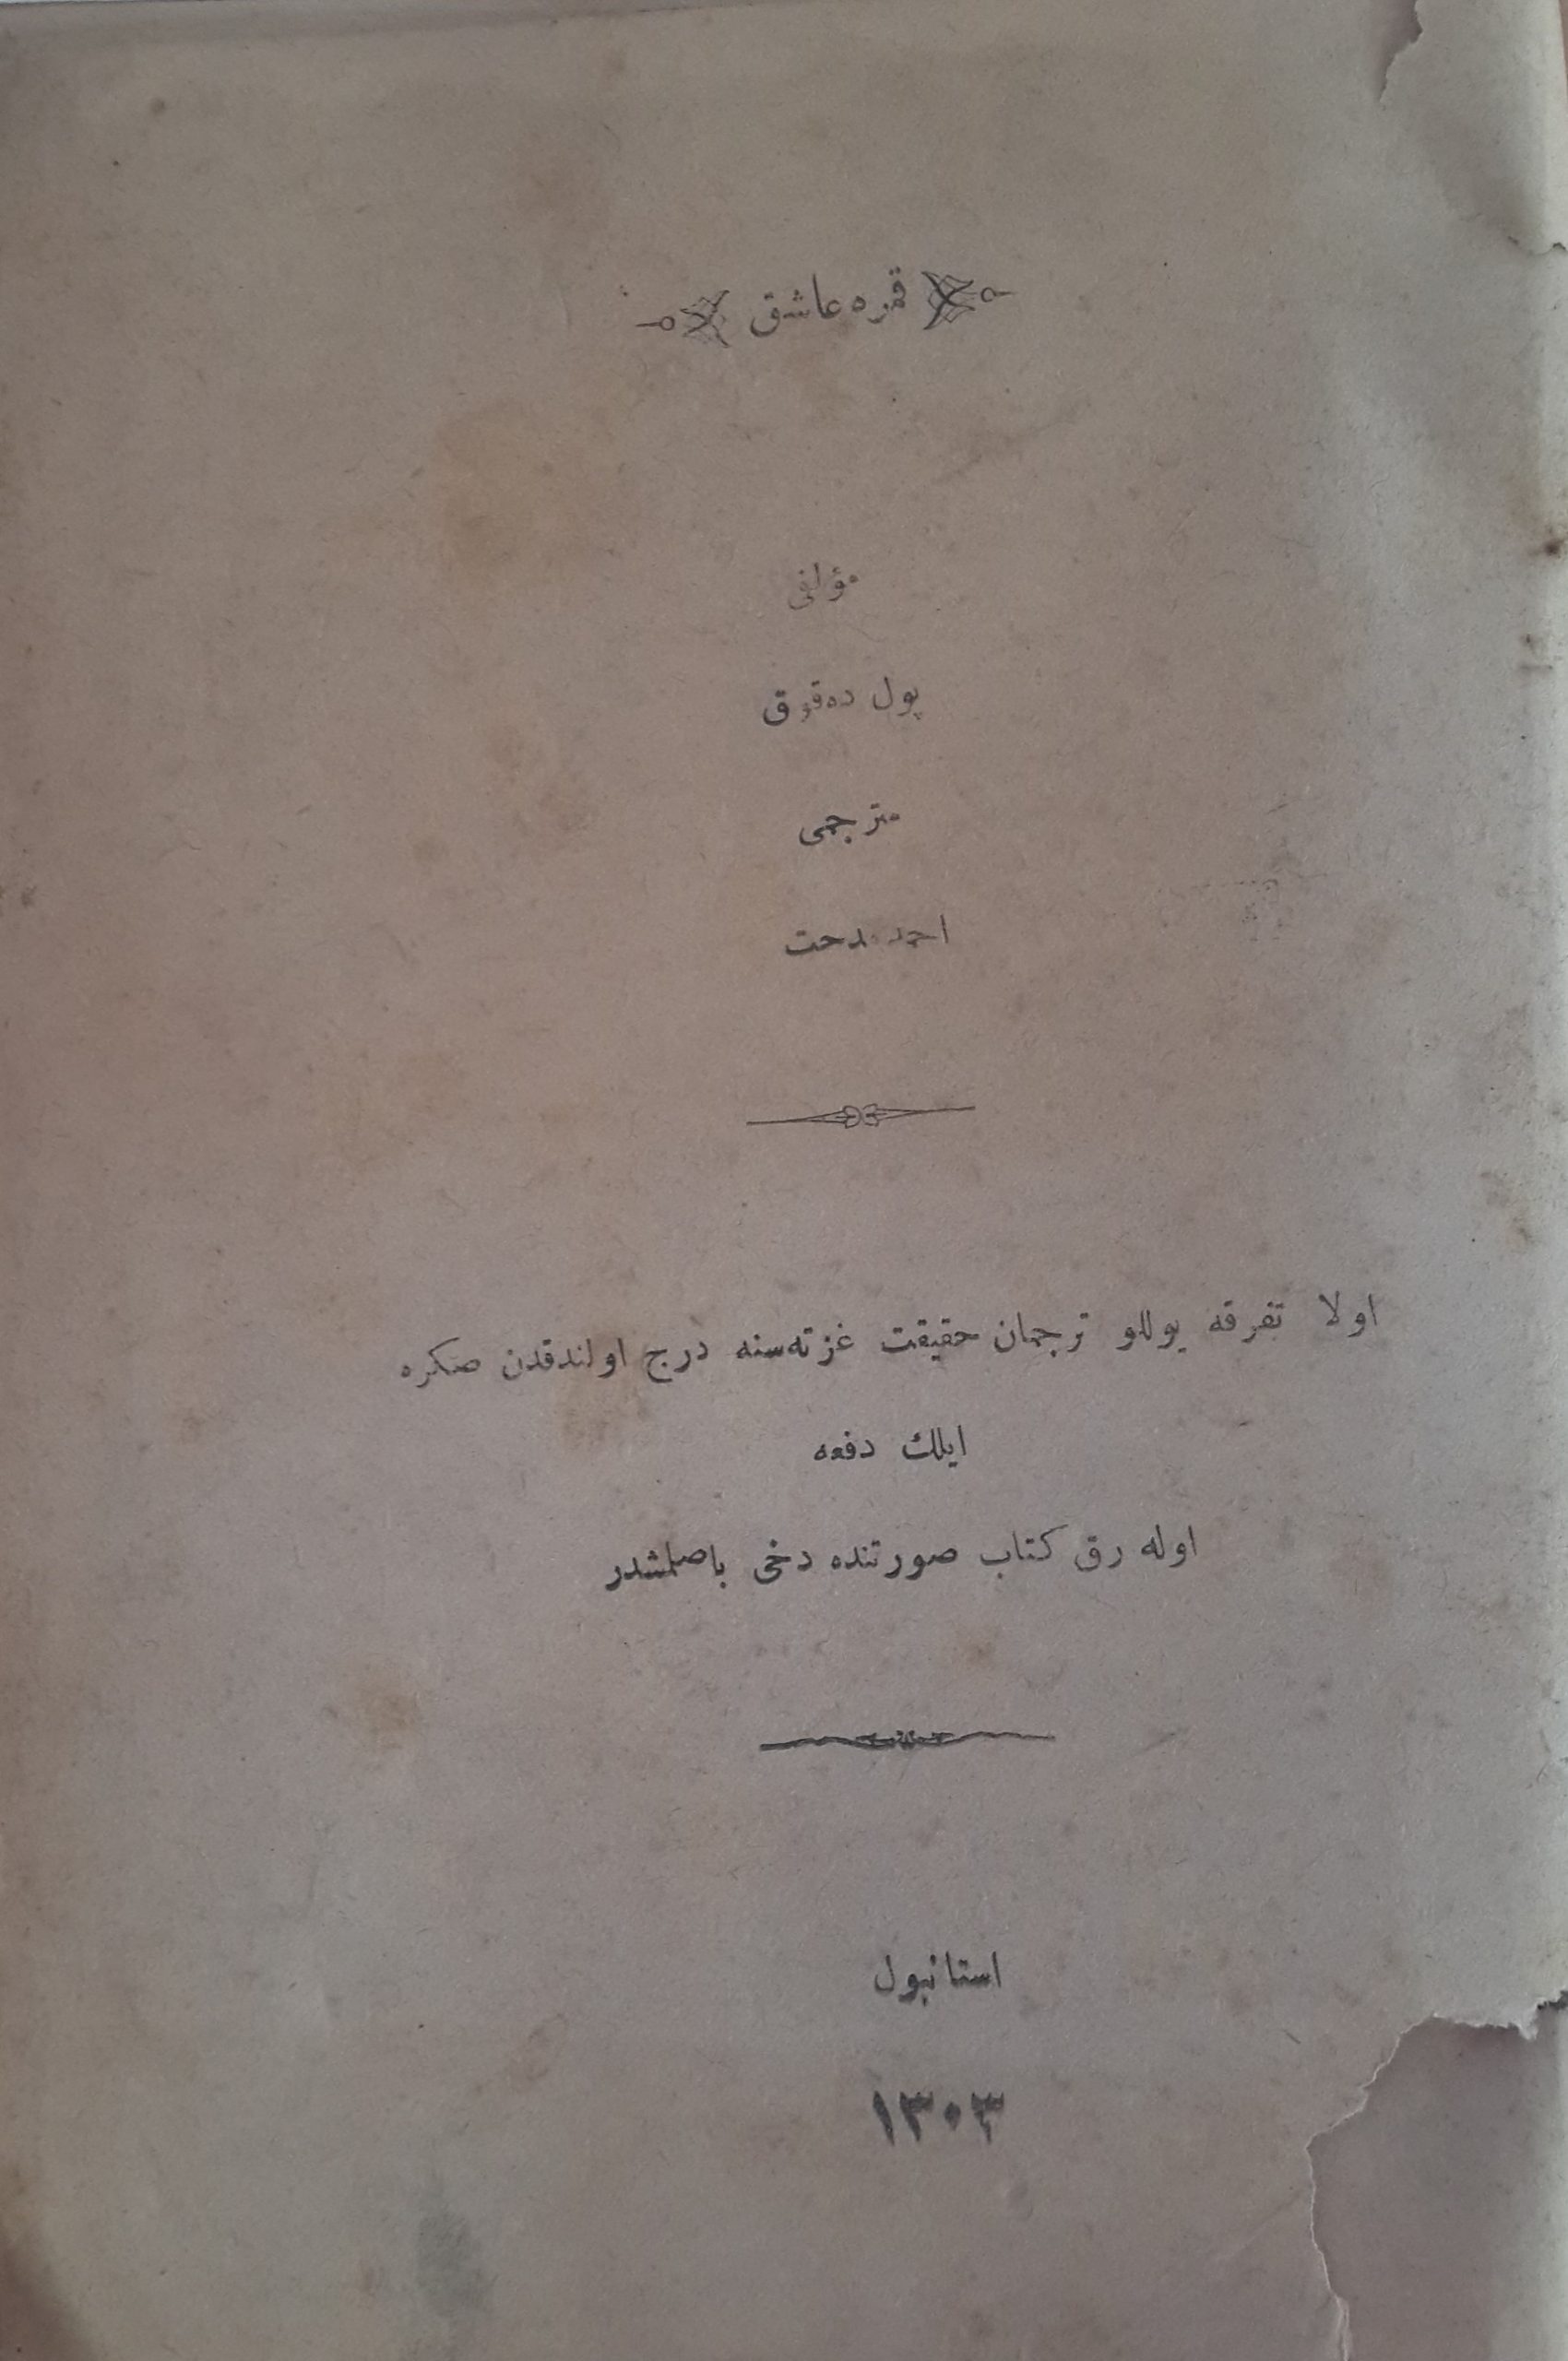 قمره عاشق
مؤلفی
پول ده‌قوق
مترجمی
احمد مدحت
اولا تفرقه یوللو ترجمان حقیقت غزته‌سنه درج اولندقدن صکره
ایلك دفعه
اوله رق کتاب صورتنده دخی باصلمشدر
استانبول
١٣٠٣